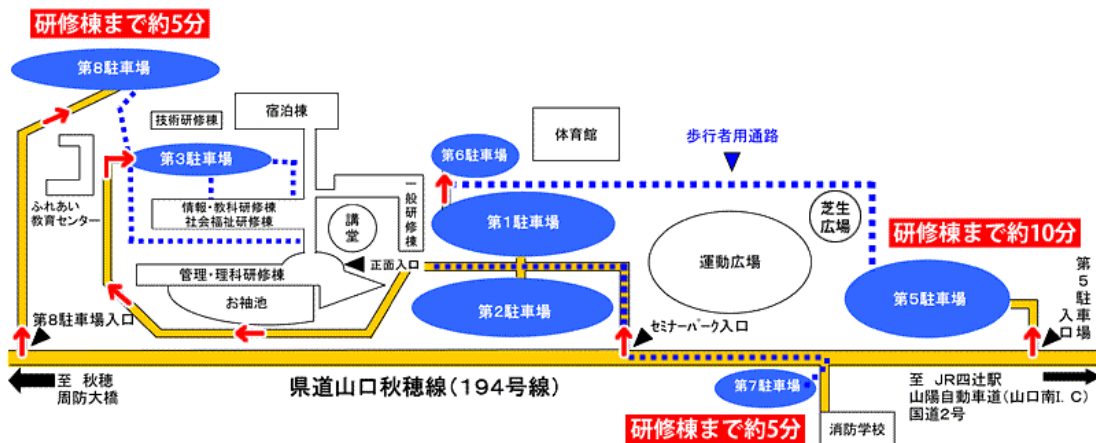 研修棟まで約5分
第8駐車場
技術研修棟
宿泊棟
体育館
歩行者用通路
第3駐車場
第6駐車場
ふれあい
教育センター
情報・教科研修棟
社会福祉研修棟
講堂
一般研修棟
第1駐車場
芝生
広場
研修棟まで約10分
運動広場
正面入口
管理・理科研修棟
お袖池
第2駐車場
第5駐車場
第5駐車場
入口
第8駐車場入口
セミナーパーク入口
至 秋穂
周防大橋
県道山口秋穂線(194号線)
第7駐車場
至 JR四辻駅
山陽自動車道(山口南I.C)
国道2号
研修棟まで約5分
消防学校